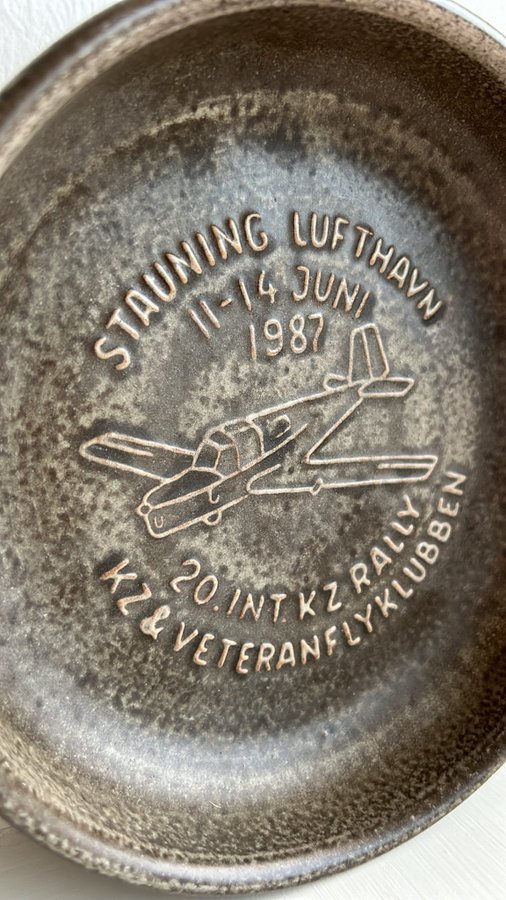 STAUNING LUFTHAVN
11-14 JUNI
1987
20. INT. KZ RALLY
KZ & VETERANFLYKLUBBEN